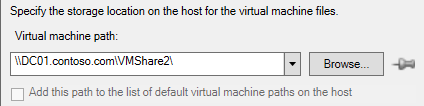 Specify the storage location on the host for the virtual machine files.
Virtual machine path:
\\DC01.contoso.com\VMShare2\
Browse...
Add this path to the list of default virtual machine paths on the host